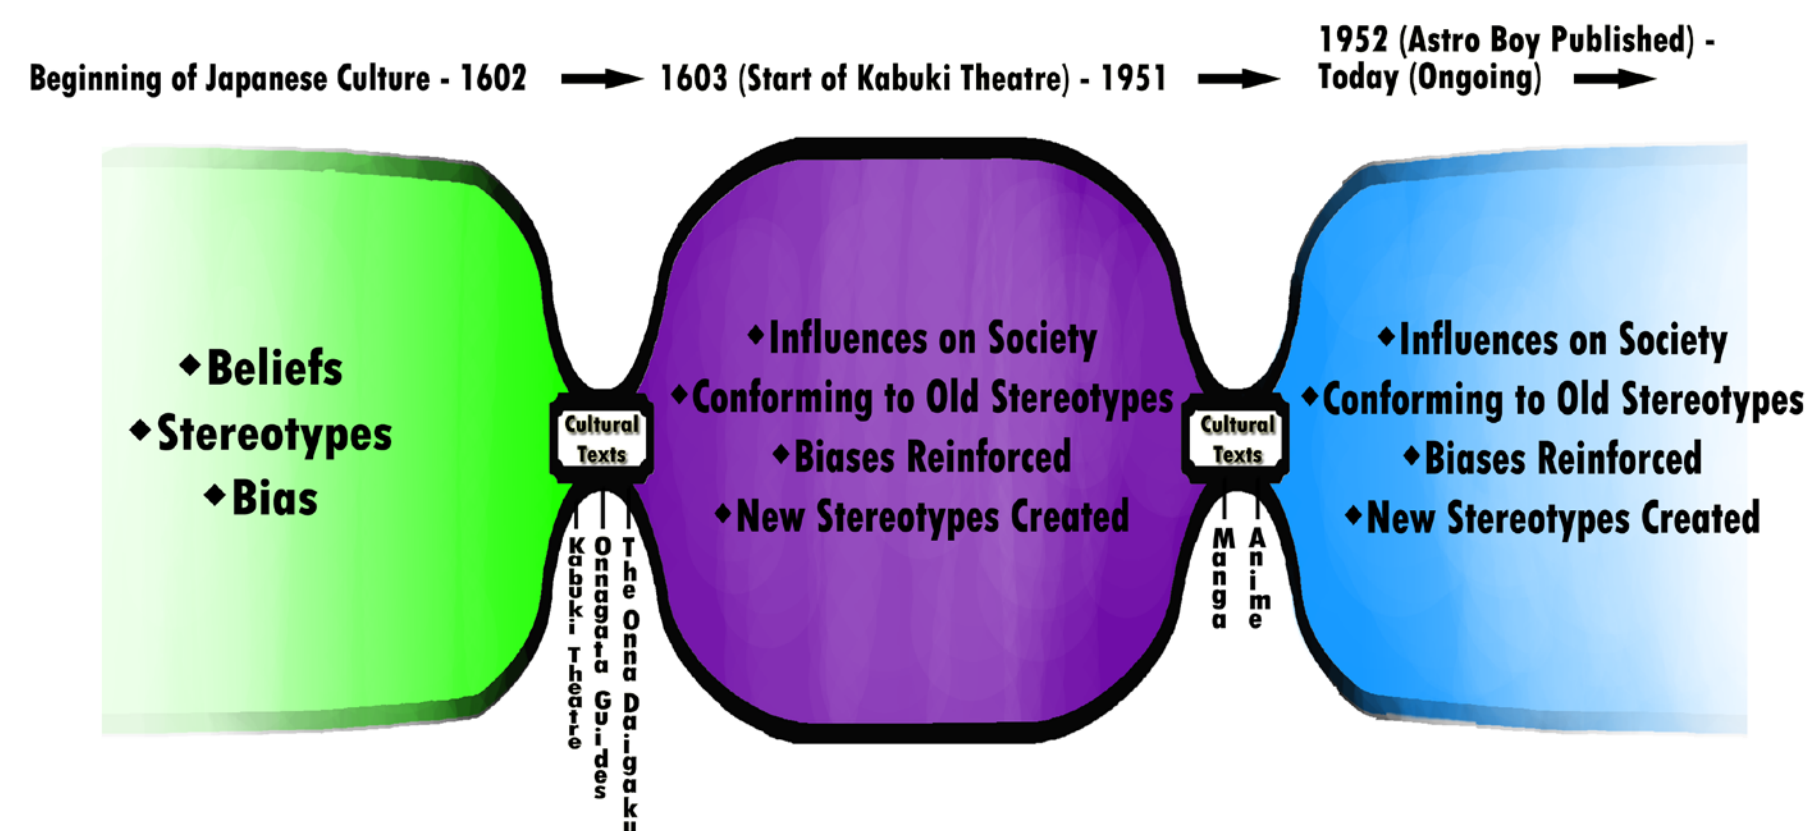 Beginning of Japanese Culture - 1602
1603 (Start of Kabuki Theatre) - 1951
1952 (Astro Boy Published) -
Today (Ongoing)
◆Beliefs
◆Stereotypes
◆Bias
Cultural
Texts
Kabuki Theatre
Onnagata Guides
The Onna Daigaku
◆Influences on Society
◆Conforming to Old Stereotypes
◆Biases Reinforced
◆New Stereotypes Created
Cultural
Texts
Manga
Anime
◆Influences on Society
◆Conforming to Old Stereotypes
◆Biases Reinforced
◆New Stereotypes Created